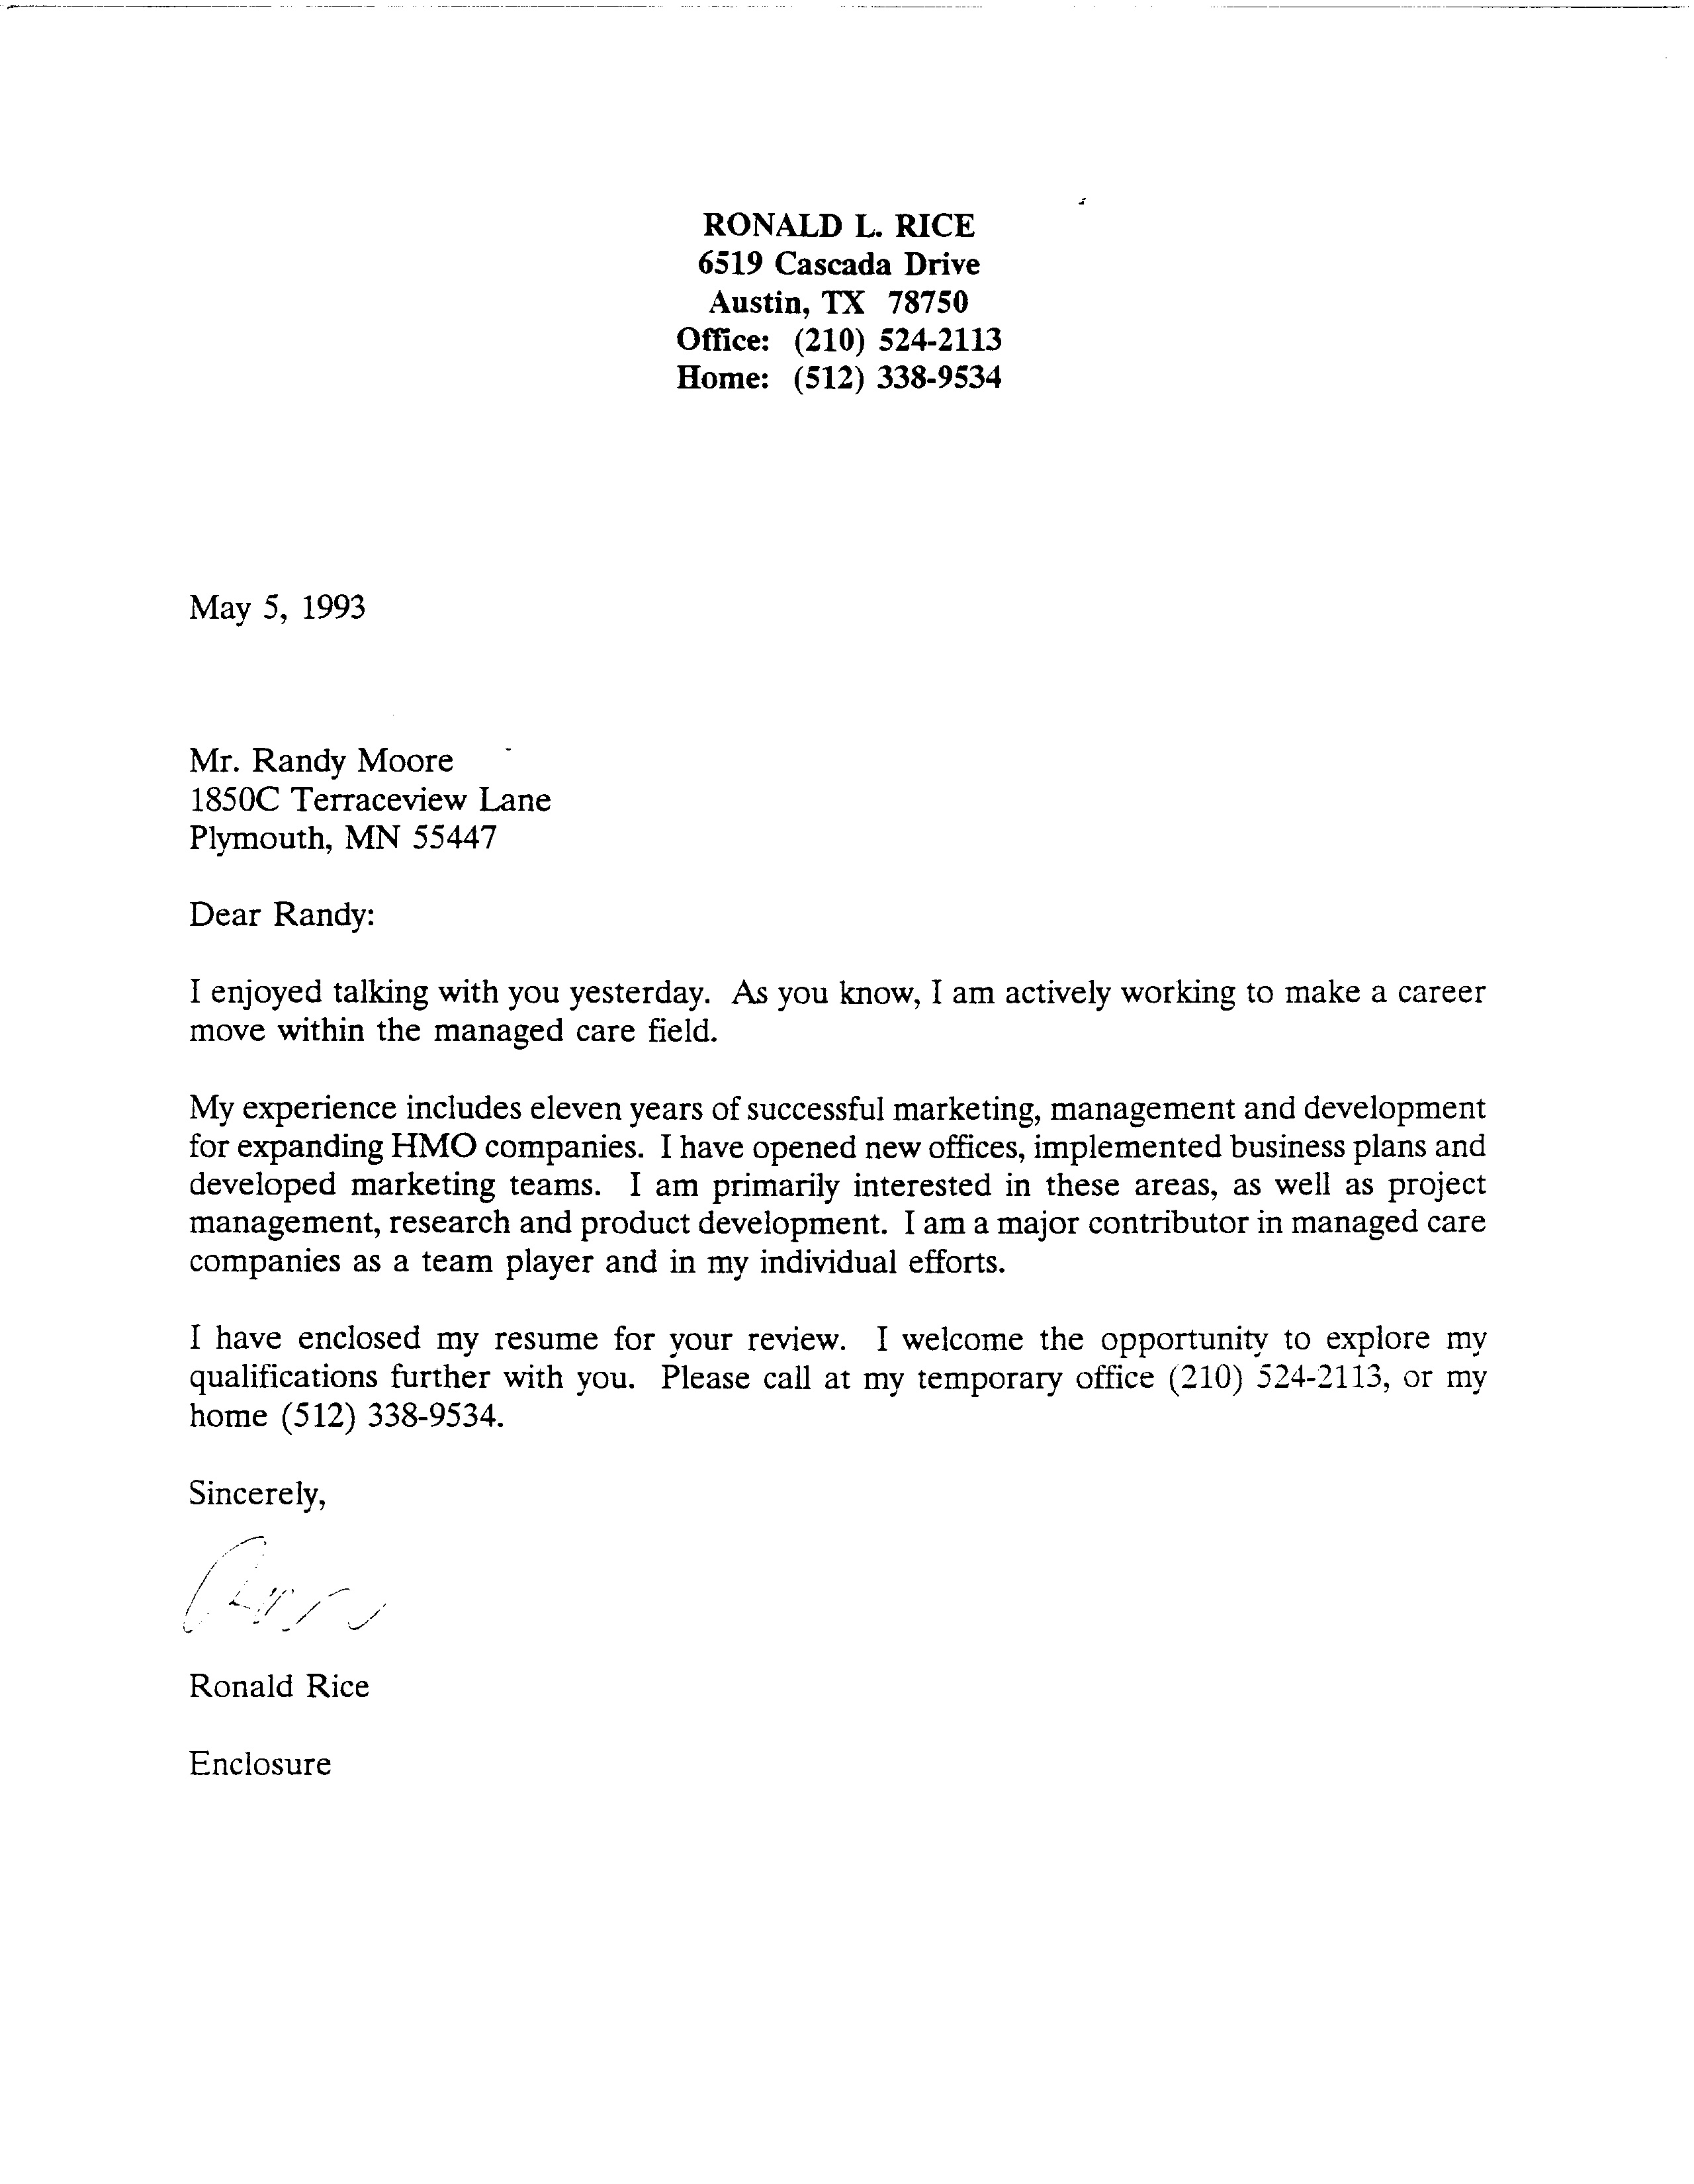 RONALD L. RICE
6519 Cascada Drive
Austin, TX 78750
Office: (210) 524-2113
Home: (512) 338-9534
May 5, 1993
Mr. Randy Moore
1850C Terraceview Lane
Plymouth, MN 55447
Dear Randy:
I enjoyed talking with you yesterday. As you know, I am actively working to make a career
move within the managed care field.
My experience includes eleven years of successful marketing, management and development
for expanding HMO companies. I have opened new offices, implemented business plans and
developed marketing teams. I am primarily interested in these areas, as well as project
management, research and product development. I am a major contributor in managed care
companies as a team player and in my individual efforts.
I have enclosed my resume for your review. I welcome the opportunity to explore my
qualifications further with you. Please call at my temporary office (210) 524-2113, or my
home (512) 338-9534.
Sincerely,
Ronald Rice
Enclosure